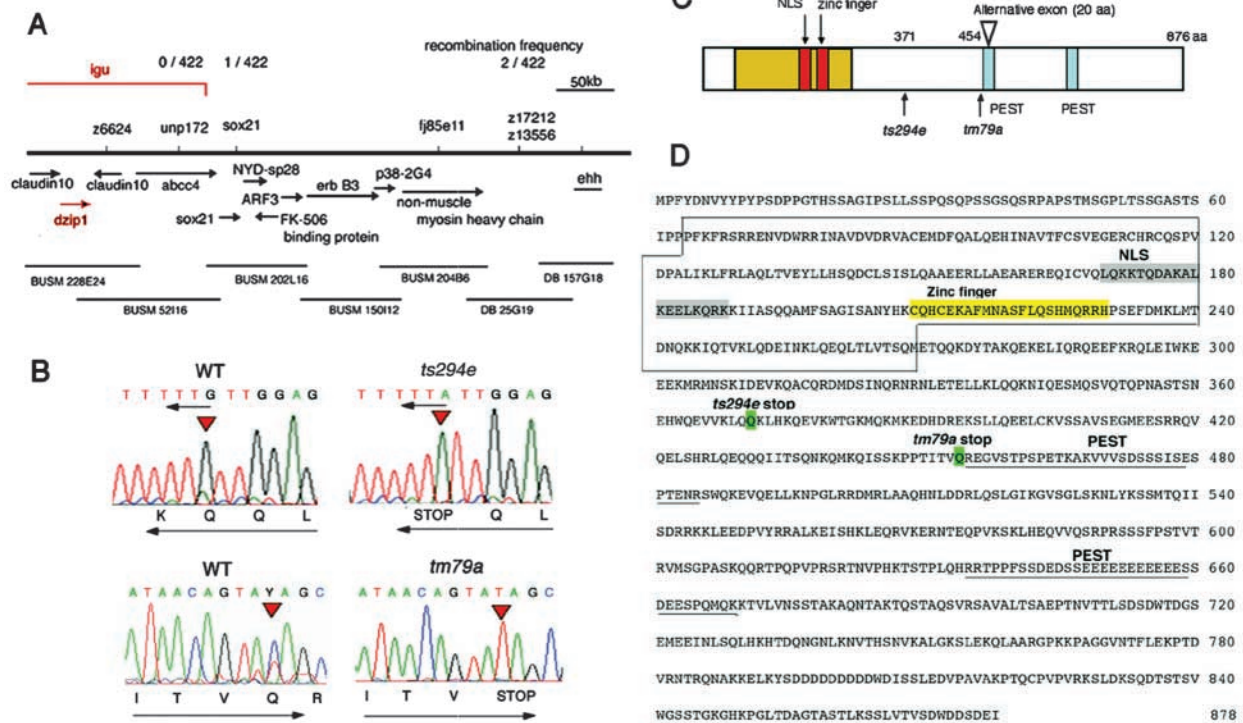 A
recombination frequency
igu
0 / 422
1 / 422
2 / 422
50kb
z6624
unp172
sox21
fj85e11
z17212
z13556
claudin10
claudin10
abcc4
NYD-sp28
ARF3
erb B3
p38-2G4
ehh
dzip1
sox21
FK-506
binding protein
non-muscle
myosin heavy chain
BUSM 228E24
BUSM 202L16
BUSM 204B6
DB 157G18
BUSM 52I16
BUSM 150I12
DB 25G19
B
WT
ts294e
T T T T T G T T G G A G
T T T T T A T T G G A G
K Q Q L
STOP Q L
WT
tm79a
A T A A C A G T A Y A G C
A T A A C A G T A T A G C
I T V Q R
I T V STOP
C
NLS
zinc finger
Alternative exon (20 aa)
371
454
876 aa
PEST
PEST
ts294e
tm79a
D
MPFYDNVYYPYPSDPPGTHSSAGIPSLLSSPQSQPSSGSQSRPAPSTMSGPLTSSGASTS 60
IPPPFKFRSRRENVDWRRINAVDVDRVACEMDFQALQEHINAVTFCSVEGERCHRCQSPV 120
NLS
DPALIKLFRLAQLTVEYLLHSQDCLSISLQAAEERLLAEAREREQICVQLQKKTQDAKAL 180
Zinc finger
KEELKQRKKIIASQQAMFSAGISANYHKCQHCEKAFMNASFLQSHMQRRHPSEFDMKLMT 240
DNQKKIQTVKLQDEINKLQEQLTLVTSQMETQQKDYTAKQEKELIQRQEEFKRQLEIWKE 300
EEKMRMNSKIDEVKQACQRDMDSINQRNRNLETELLKLQQKNIQESMQSVQTQPNASTSN 360
ts294e stop
EHWQEVVKLQQKLHKQEVKWTGKMQKMKEDHDREKSLLQEELCKVSSAVSEGMEESRRQV 420
tm79a stop
PEST
QELSHRLQEQQQIITSQNKQMKQISSKPPTITVQREGVSTPSPETKAKVVVSDSSSISES 480
PTENRSWQKEVQELLKNPGLRRDMRLAAQHNLDDRLQSLGIKGVSGLSKNLYKSSMTQII 540
SDRRKKLEEDPVYRRALKEISHKLEQRVKERNTEQPVKSKLHEQVVQSRPRSSSFPSTVT 600
PEST
RVMSGPASKQQRTPQPVPRSRTNVPHKTSTPLQHRRTPPFSSDEDSSEEEEEEEEEEESS 660
DEESPQMQKKTVLVNSSTAKAQNTAKTQSTAQSVRSAVALTSAEPTNVTTLSDSDWTDGS 720
EMEEINLSQLHKHTDQNGNLKNVTHSNVKALGKSLEKQLAARGPKKPAGGVNTFLEKPTD 780
VRNTRQNAKKELKYSDDDDDDDDDWDISSLEDVPAVAKPTQCPVPVRKSLDKSQDTSTSV 840
WGSSTGKGHKPGLTDAGTASTLKSSLVTVSDWDDSDEI 878